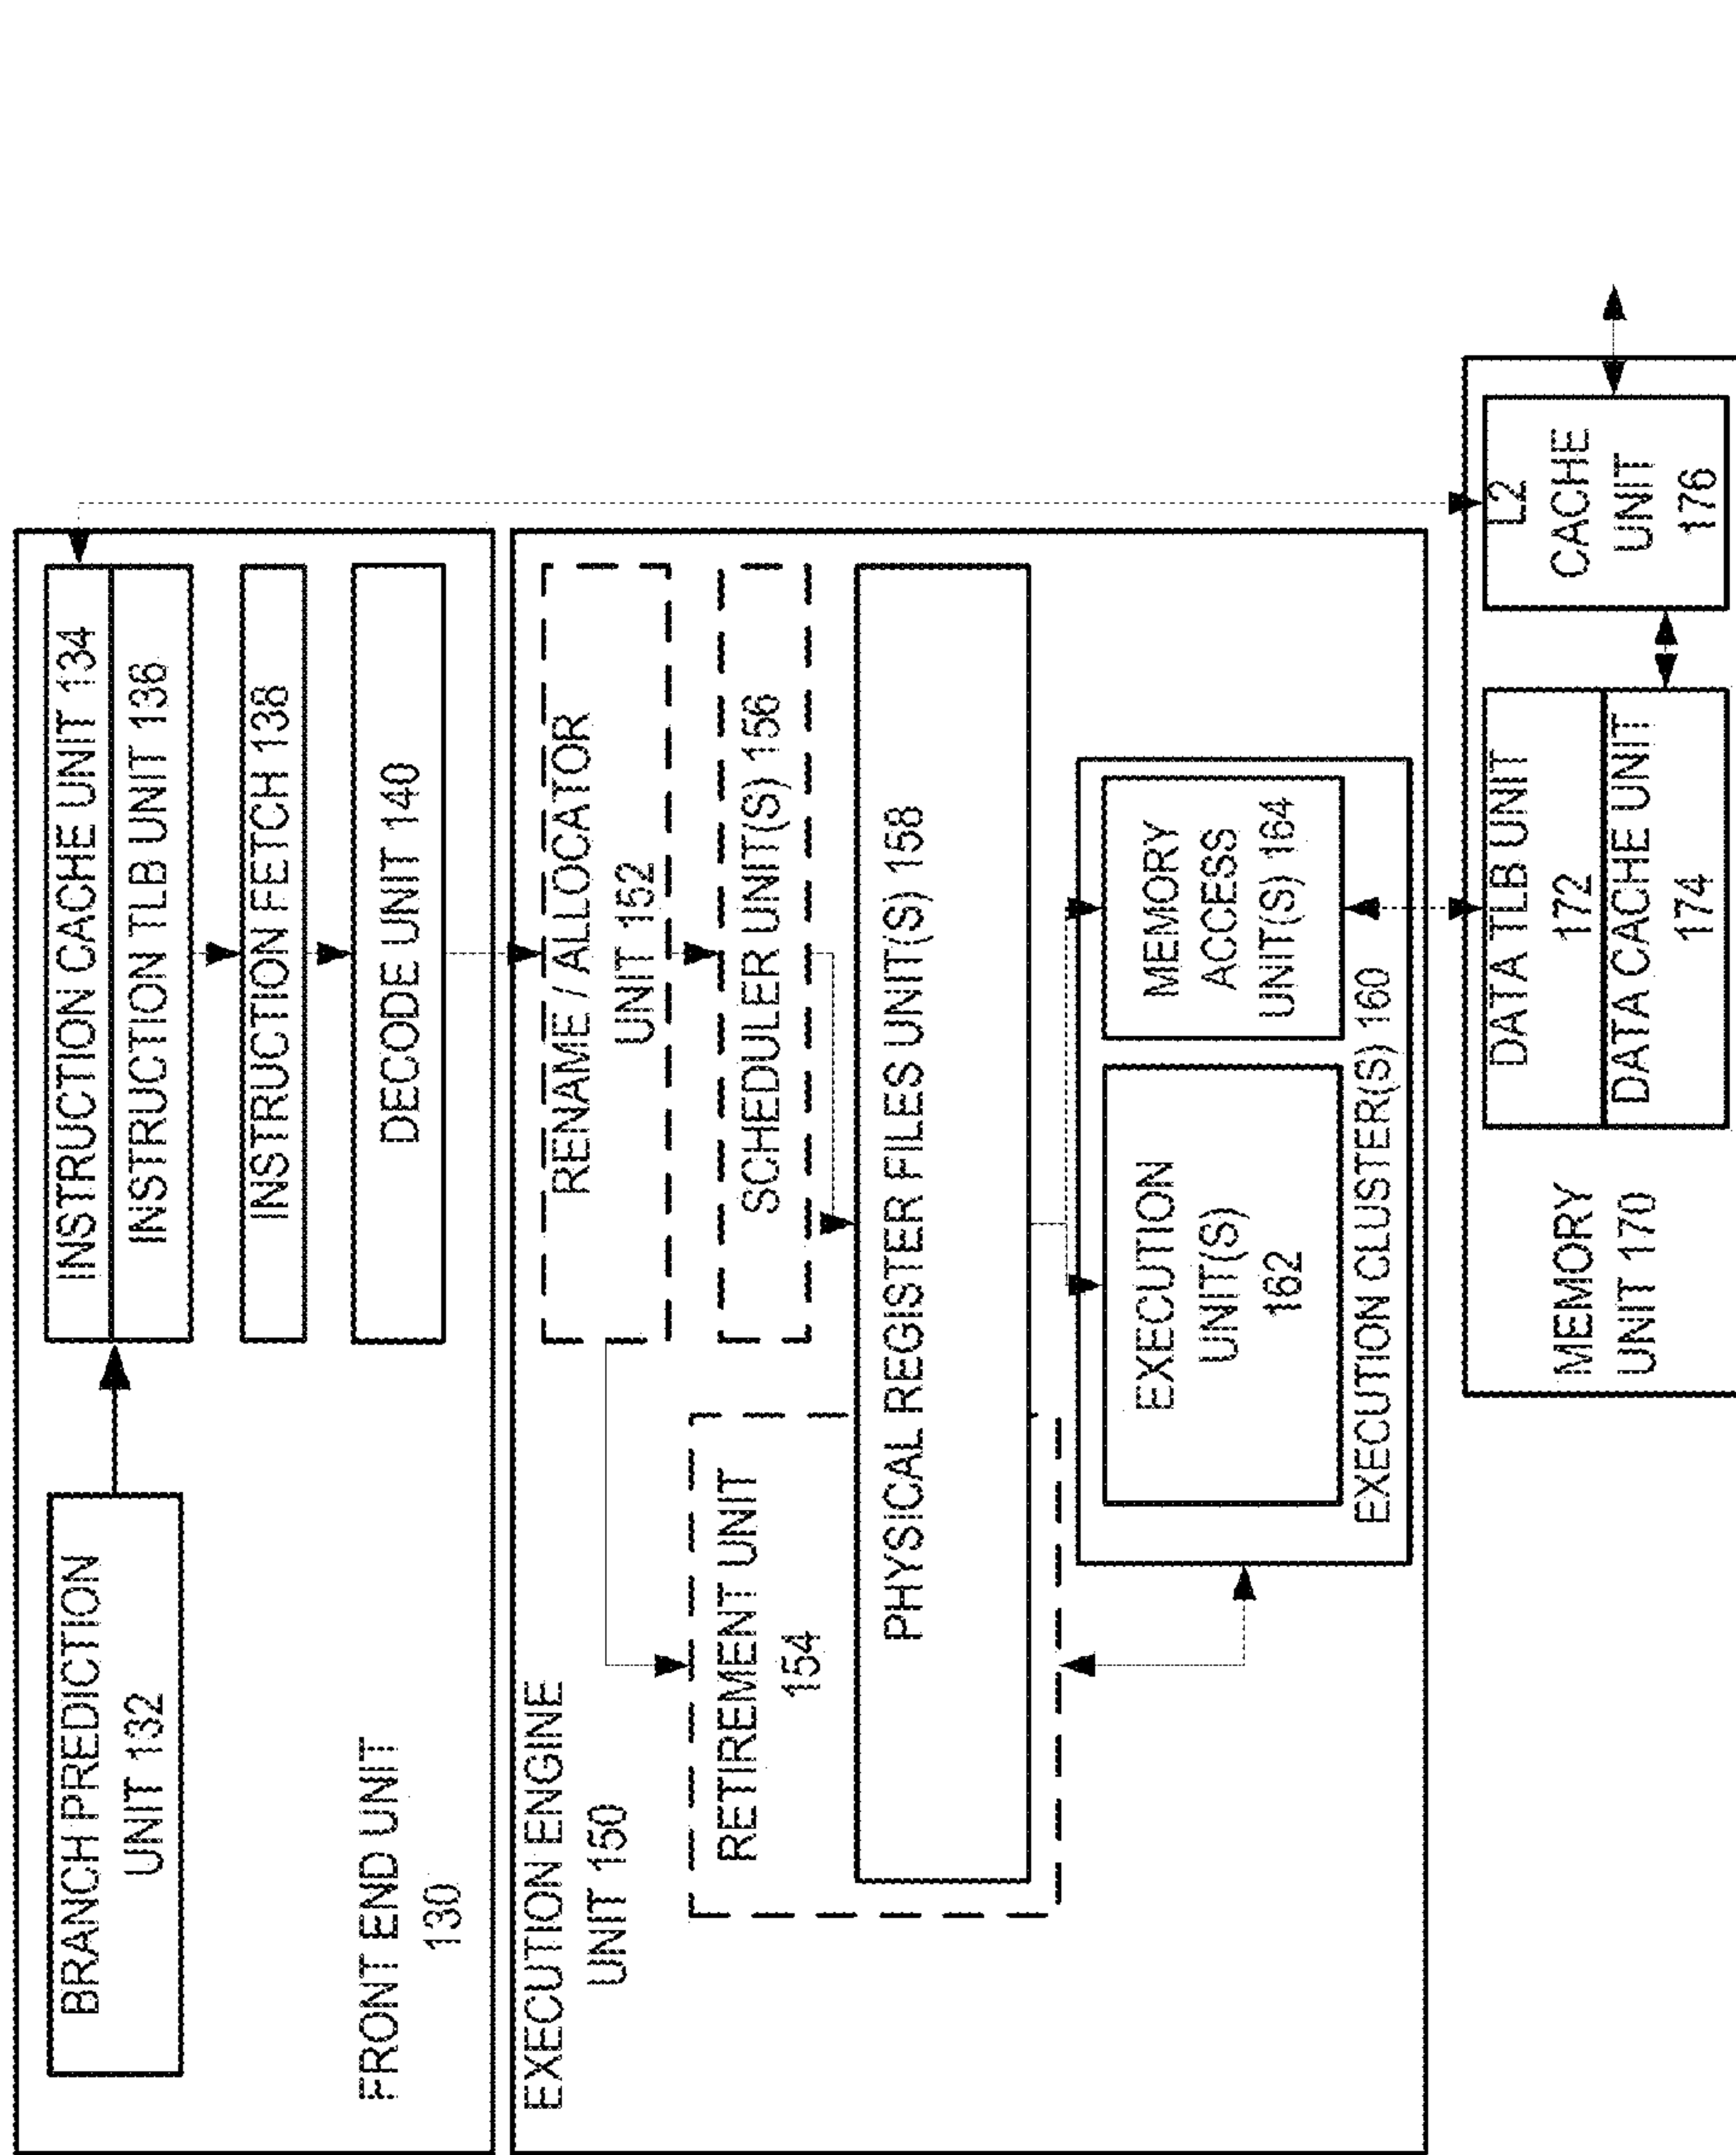 BRANCH PREDICTION
UNIT 132
INSTRUCTION CACHE UNIT 134
INSTRUCTION TLB UNIT 136
INSTRUCTION FETCH 138
DECODE UNIT 140
FRONT END UNIT
130
EXECUTION ENGINE
UNIT 150
RENAME / ALLOCATOR
UNIT 152
RETIREMENT UNIT
154
SCHEDULER UNIT(S) 156
PHYSICAL REGISTER FILES UNIT(S) 158
EXECUTION
UNIT(S)
162
MEMORY
ACCESS
UNIT(S) 164
EXECUTION CLUSTER(S) 160
MEMORY
UNIT 170
DATA TLB UNIT
172
DATA CACHE UNIT
174
L2
CACHE
UNIT
176